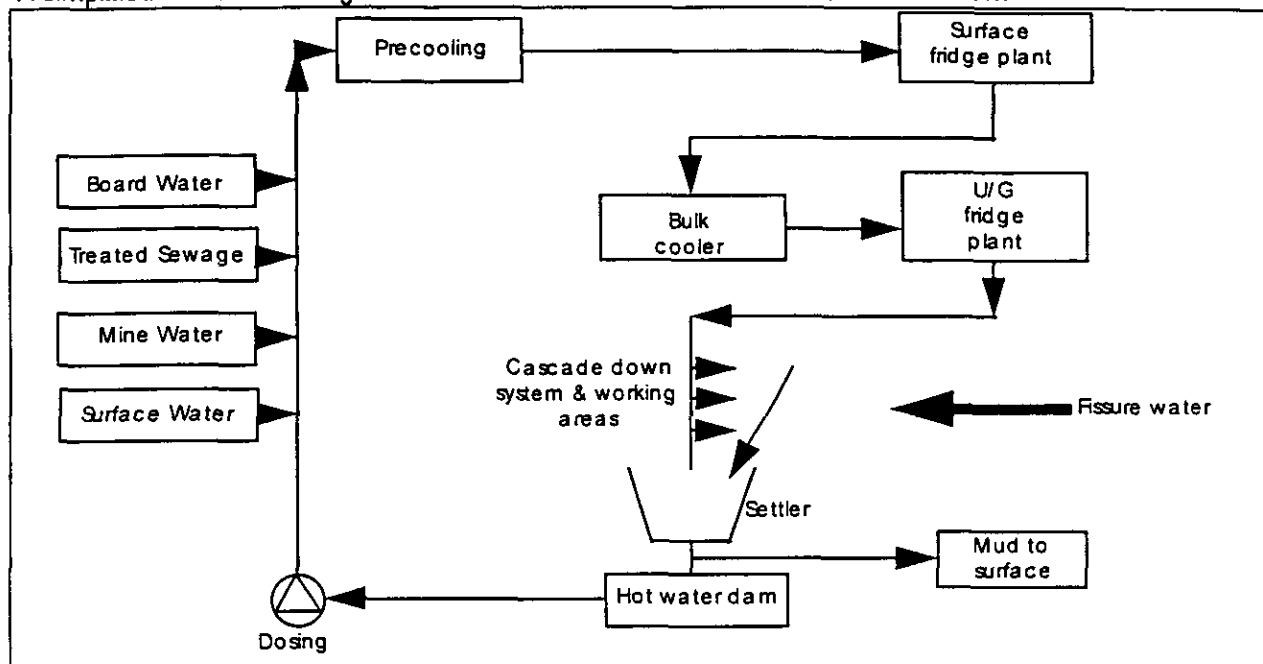 Precooling
Surface
fridge plant
Board Water
Treated Sewage
Mine Water
Surface Water
Bulk
cooler
U/G
fridge
plant
Cascade down
system & working
areas
Fissure water
Settler
Mud to
surface
Hot water dam
Dosing